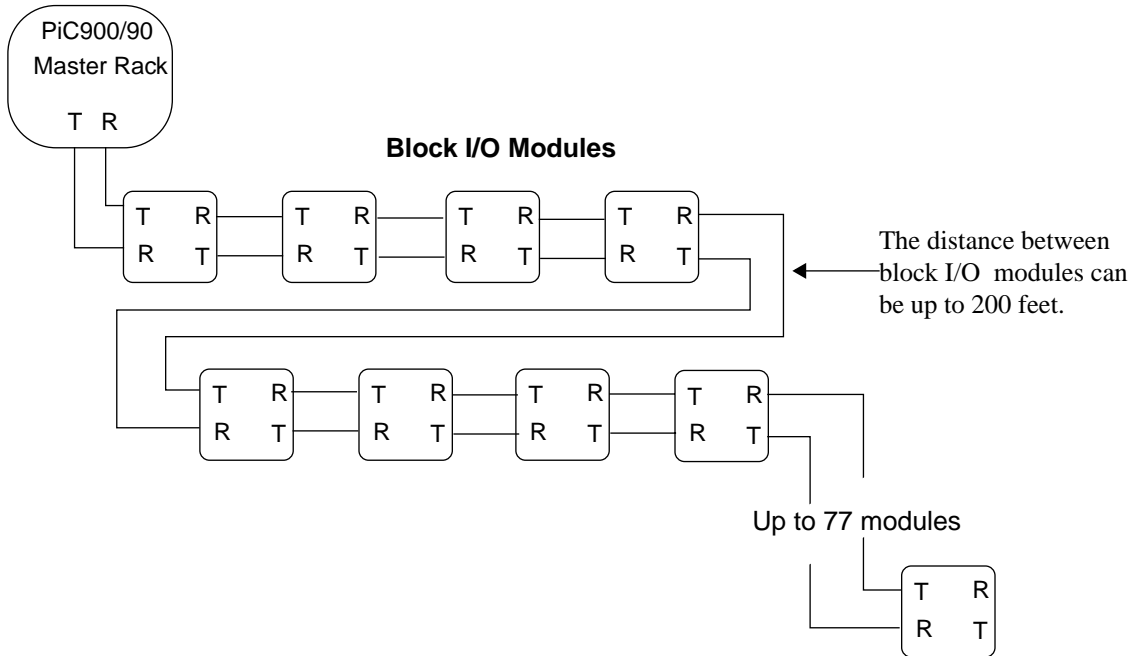 PiC900/90
Master Rack
T R
Block I/O Modules
T R T R T R T R
R T R T R T R T
The distance between
block I/O modules can
be up to 200 feet.
T R T R T R T R
R T R T R T R T
Up to 77 modules
T R
R T